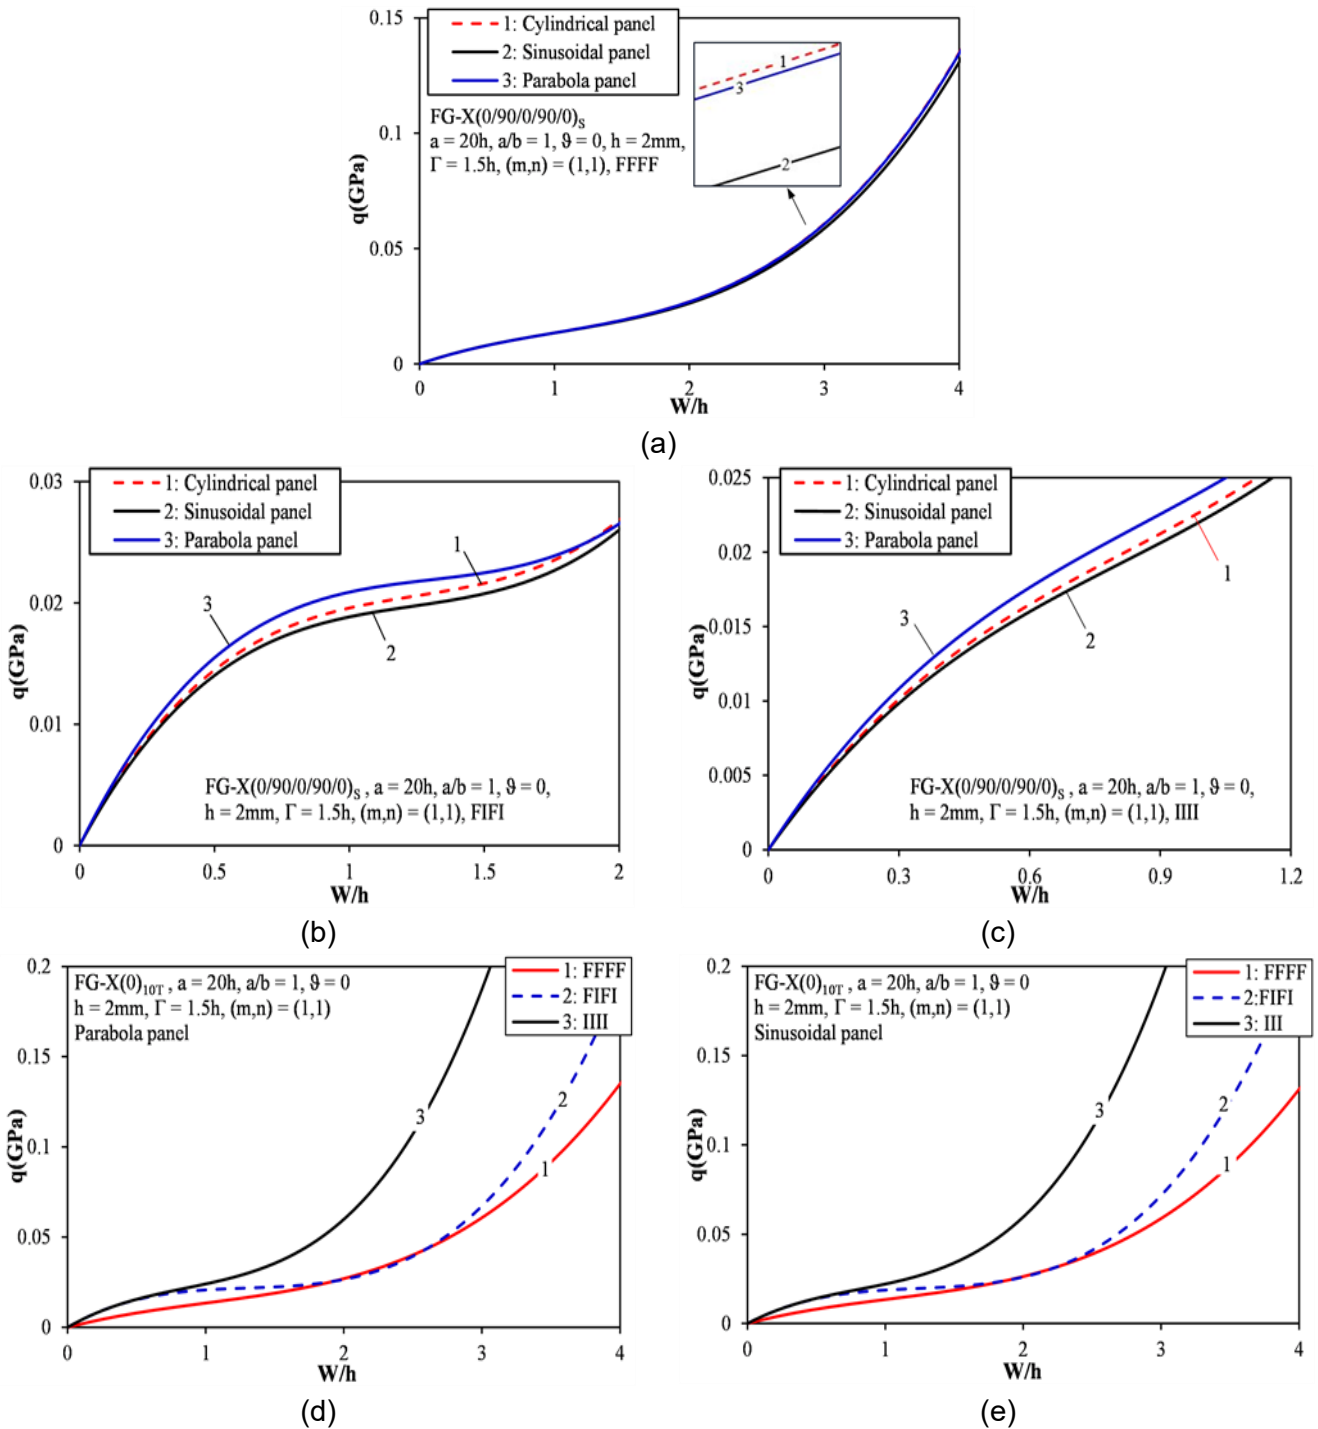 0.15
1: Cylindrical panel
2: Sinusoidal panel
3: Parabola panel
FG-X(0/90/0/90/0)S
a = 20h, a/b = 1, ϑ = 0, h = 2mm,
Γ = 1.5h, (m,n) = (1,1), FFFF
1
3
2
0.1
0.05
0
q(GPa)
0 1 2 3 4
W/h
(a)
0.03
1: Cylindrical panel
2: Sinusoidal panel
3: Parabola panel
1
3
2
0.02
0.01
0
q(GPa)
FG-X(0/90/0/90/0)S , a = 20h, a/b = 1, ϑ = 0,
h = 2mm, Γ = 1.5h, (m,n) = (1,1), FIFI
0 0.5 1 1.5 2
W/h
(b)
0.025
1: Cylindrical panel
2: Sinusoidal panel
3: Parabola panel
1
3
2
0.02
0.015
0.01
0.005
0
q(GPa)
FG-X(0/90/0/90/0)S , a = 20h, a/b = 1, ϑ = 0,
h = 2mm, Γ = 1.5h, (m,n) = (1,1), IIII
0 0.3 0.6 0.9 1.2
W/h
(c)
0.2
FG-X(0)10T , a = 20h, a/b = 1, ϑ = 0
h = 2mm, Γ = 1.5h, (m,n) = (1,1)
Parabola panel
1: FFFF
2: FIFI
3: IIII
3
2
1
0.15
0.1
0.05
0
q(GPa)
0 1 2 3 4
W/h
(d)
0.2
FG-X(0)10T , a = 20h, a/b = 1, ϑ = 0
h = 2mm, Γ = 1.5h, (m,n) = (1,1)
Sinusoidal panel
1: FFFF
2:FIFI
3: III
3
2
1
0.15
0.1
0.05
0
q(GPa)
0 1 2 3 4
W/h
(e)